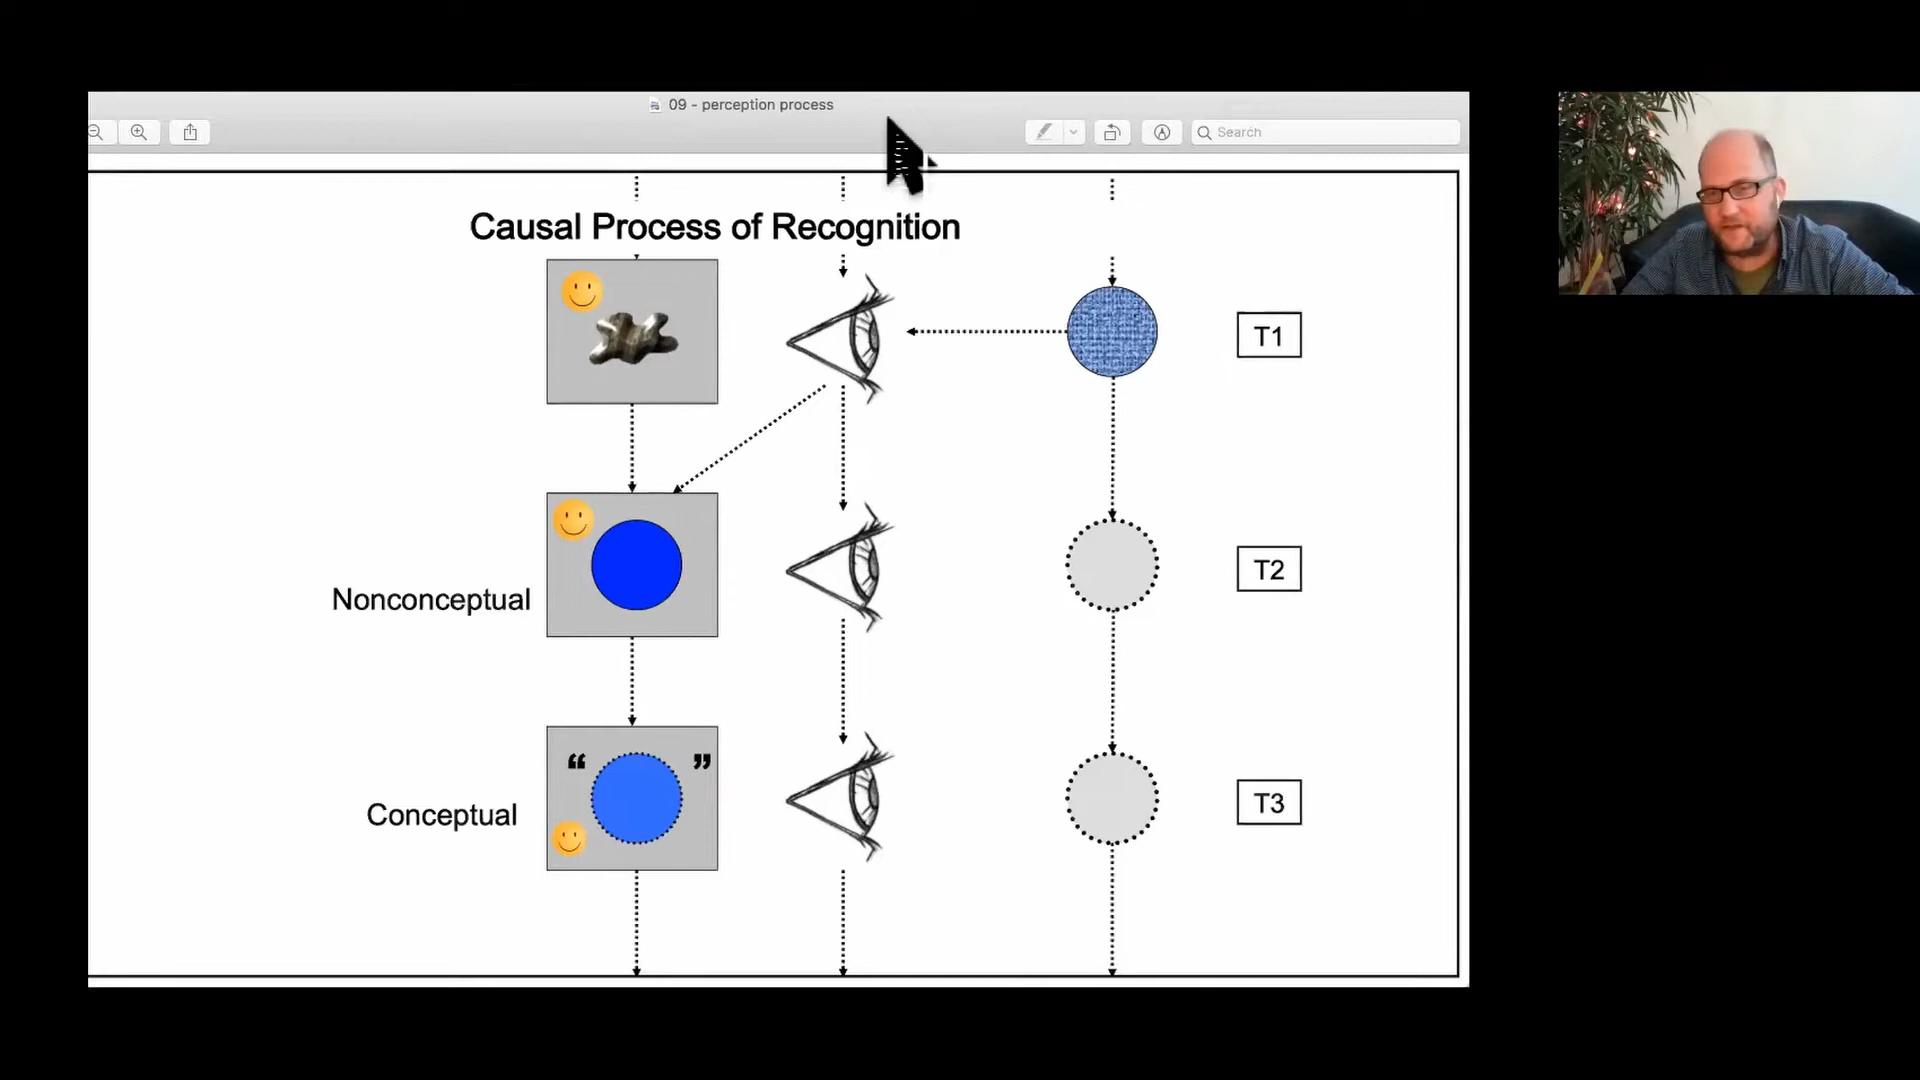 09 - perception process
Search
Causal Process of Recognition
T1
T2
Nonconceptual
“ ”
T3
Conceptual